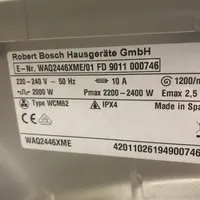 Robert Bosch Hausgeräte GmbH
E-Nr. WAQ2446XME/01 FD 9011 000746
220-240 V ~ 50 Hz 10 A 1200/m
2000 W Pmax 2200-2400 W Emax 2,5
Type WCM62 IPX4 Made in Spa
WAQ2446XME 42011026194900746